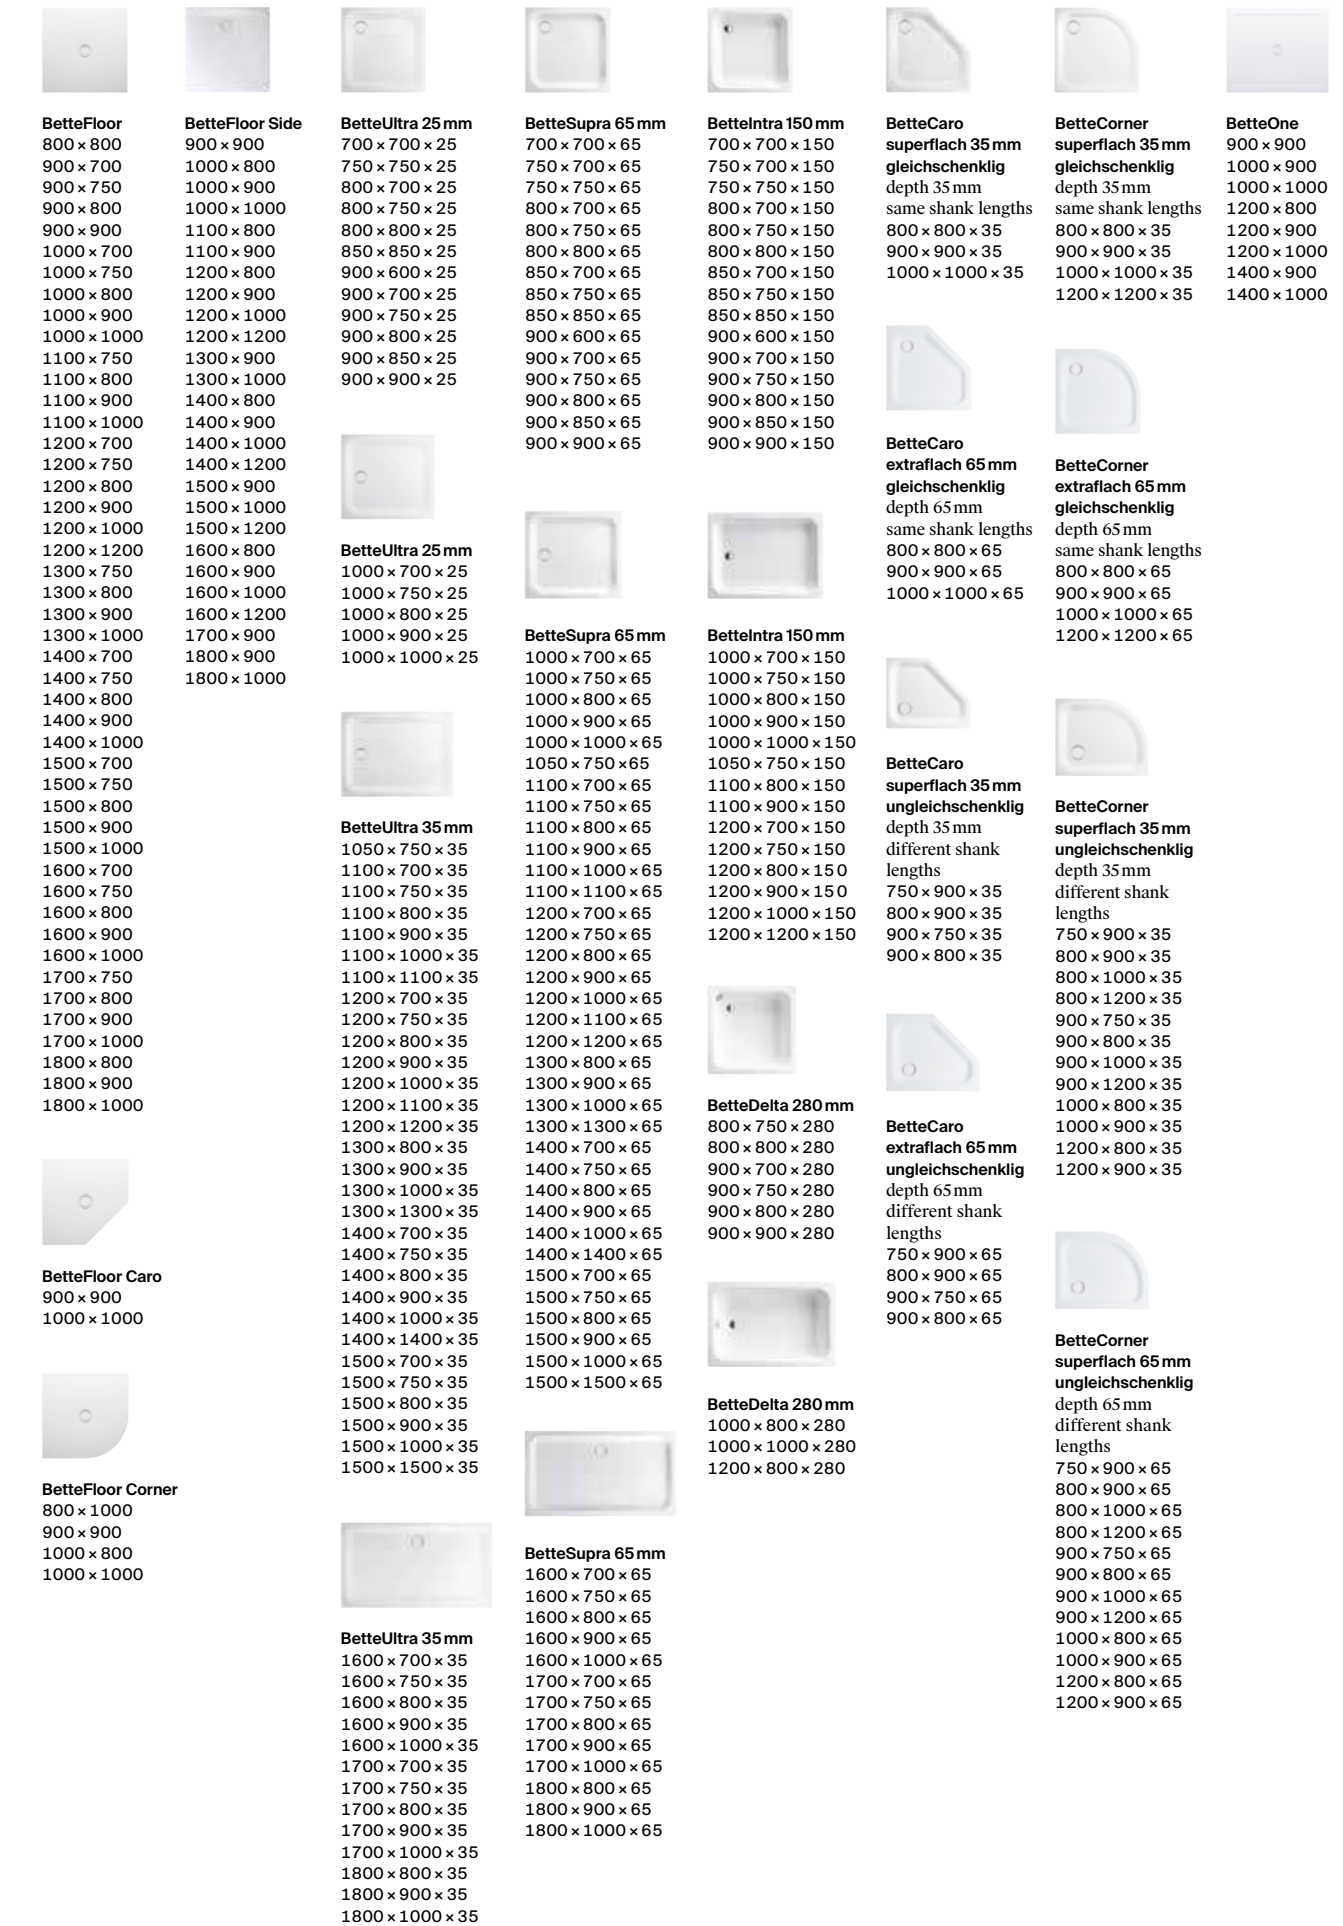 BetteFloor
800 × 800
900 × 700
900 × 750
900 × 800
900 × 900
1000 × 700
1000 × 750
1000 × 800
1000 × 900
1000 × 1000
1100 × 750
1100 × 800
1100 × 900
1100 × 1000
1200 × 700
1200 × 750
1200 × 800
1200 × 900
1200 × 1000
1200 × 1200
1300 × 750
1300 × 800
1300 × 900
1300 × 1000
1400 × 700
1400 × 750
1400 × 800
1400 × 900
1400 × 1000
1500 × 700
1500 × 750
1500 × 800
1500 × 900
1500 × 1000
1600 × 700
1600 × 750
1600 × 800
1600 × 900
1600 × 1000
1700 × 750
1700 × 800
1700 × 900
1700 × 1000
1800 × 800
1800 × 900
1800 × 1000
BetteFloor Caro
900 × 900
1000 × 1000
BetteFloor Corner
800 × 1000
900 × 900
1000 × 800
1000 × 1000
BetteFloor Side
900 × 900
1000 × 800
1000 × 900
1000 × 1000
1100 × 800
1100 × 900
1200 × 800
1200 × 900
1200 × 1000
1200 × 1200
1300 × 900
1300 × 1000
1400 × 800
1400 × 900
1400 × 1000
1400 × 1200
1500 × 900
1500 × 1000
1500 × 1200
1600 × 800
1600 × 900
1600 × 1000
1600 × 1200
1700 × 900
1800 × 900
1800 × 1000
BetteUltra 25 mm
700 × 700 × 25
750 × 750 × 25
800 × 700 × 25
800 × 750 × 25
800 × 800 × 25
850 × 850 × 25
900 × 600 × 25
900 × 700 × 25
900 × 750 × 25
900 × 800 × 25
900 × 850 × 25
900 × 900 × 25
BetteUltra 25 mm
1000 × 700 × 25
1000 × 750 × 25
1000 × 800 × 25
1000 × 900 × 25
1000 × 1000 × 25
BetteUltra 35 mm
1050 × 750 × 35
1100 × 700 × 35
1100 × 750 × 35
1100 × 800 × 35
1100 × 900 × 35
1100 × 1000 × 35
1100 × 1100 × 35
1200 × 700 × 35
1200 × 750 × 35
1200 × 800 × 35
1200 × 900 × 35
1200 × 1000 × 35
1200 × 1100 × 35
1200 × 1200 × 35
1300 × 800 × 35
1300 × 900 × 35
1300 × 1000 × 35
1300 × 1300 × 35
1400 × 700 × 35
1400 × 750 × 35
1400 × 800 × 35
1400 × 900 × 35
1400 × 1000 × 35
1400 × 1400 × 35
1500 × 700 × 35
1500 × 750 × 35
1500 × 800 × 35
1500 × 900 × 35
1500 × 1000 × 35
1500 × 1500 × 35
BetteUltra 35 mm
1600 × 700 × 35
1600 × 750 × 35
1600 × 800 × 35
1600 × 900 × 35
1600 × 1000 × 35
1700 × 700 × 35
1700 × 750 × 35
1700 × 800 × 35
1700 × 900 × 35
1700 × 1000 × 35
1800 × 800 × 35
1800 × 900 × 35
1800 × 1000 × 35
BetteSupra 65 mm
700 × 700 × 65
750 × 700 × 65
750 × 750 × 65
800 × 700 × 65
800 × 750 × 65
800 × 800 × 65
850 × 700 × 65
850 × 750 × 65
850 × 850 × 65
900 × 600 × 65
900 × 700 × 65
900 × 750 × 65
900 × 800 × 65
900 × 850 × 65
900 × 900 × 65
BetteSupra 65 mm
1000 × 700 × 65
1000 × 750 × 65
1000 × 800 × 65
1000 × 900 × 65
1000 × 1000 × 65
1050 × 750 × 65
1100 × 700 × 65
1100 × 750 × 65
1100 × 800 × 65
1100 × 900 × 65
1100 × 1000 × 65
1100 × 1100 × 65
1200 × 700 × 65
1200 × 750 × 65
1200 × 800 × 65
1200 × 900 × 65
1200 × 1000 × 65
1200 × 1100 × 65
1200 × 1200 × 65
1300 × 800 × 65
1300 × 900 × 65
1300 × 1000 × 65
1300 × 1300 × 65
1400 × 700 × 65
1400 × 750 × 65
1400 × 800 × 65
1400 × 900 × 65
1400 × 1000 × 65
1400 × 1400 × 65
1500 × 700 × 65
1500 × 750 × 65
1500 × 800 × 65
1500 × 900 × 65
1500 × 1000 × 65
1500 × 1500 × 65
BetteSupra 65 mm
1600 × 700 × 65
1600 × 750 × 65
1600 × 800 × 65
1600 × 900 × 65
1600 × 1000 × 65
1700 × 700 × 65
1700 × 750 × 65
1700 × 800 × 65
1700 × 900 × 65
1700 × 1000 × 65
1800 × 800 × 65
1800 × 900 × 65
1800 × 1000 × 65
BetteIntra 150 mm
700 × 700 × 150
750 × 700 × 150
750 × 750 × 150
800 × 700 × 150
800 × 750 × 150
800 × 800 × 150
850 × 700 × 150
850 × 750 × 150
850 × 850 × 150
900 × 600 × 150
900 × 700 × 150
900 × 750 × 150
900 × 800 × 150
900 × 850 × 150
900 × 900 × 150
BetteIntra 150 mm
1000 × 700 × 150
1000 × 750 × 150
1000 × 800 × 150
1000 × 900 × 150
1000 × 1000 × 150
1050 × 750 × 150
1100 × 800 × 150
1100 × 900 × 150
1200 × 700 × 150
1200 × 750 × 150
1200 × 800 × 150
1200 × 900 × 150
1200 × 1000 × 150
1200 × 1200 × 150
BetteDelta 280 mm
800 × 750 × 280
800 × 800 × 280
900 × 700 × 280
900 × 750 × 280
900 × 800 × 280
900 × 900 × 280
BetteDelta 280 mm
1000 × 800 × 280
1000 × 1000 × 280
1200 × 800 × 280
BetteCaro
superflach 35 mm
gleichschenklig
depth 35 mm
same shank lengths
800 × 800 × 35
900 × 900 × 35
1000 × 1000 × 35
BetteCaro
extraflach 65 mm
gleichschenklig
depth 65 mm
same shank lengths
800 × 800 × 65
900 × 900 × 65
1000 × 1000 × 65
BetteCaro
superflach 35 mm
ungleichschenklig
depth 35 mm
different shank
lengths
750 × 900 × 35
800 × 900 × 35
900 × 750 × 35
900 × 800 × 35
BetteCaro
extraflach 65 mm
ungleichschenklig
depth 65 mm
different shank
lengths
750 × 900 × 65
800 × 900 × 65
900 × 750 × 65
900 × 800 × 65
BetteCorner
superflach 35 mm
gleichschenklig
depth 35 mm
same shank lengths
800 × 800 × 35
900 × 900 × 35
1000 × 1000 × 35
1200 × 1200 × 35
BetteCorner
extraflach 65 mm
gleichschenklig
depth 65 mm
same shank lengths
800 × 800 × 65
900 × 900 × 65
1000 × 1000 × 65
1200 × 1200 × 65
BetteCorner
superflach 35 mm
ungleichschenklig
depth 35 mm
different shank
lengths
750 × 900 × 35
800 × 900 × 35
800 × 1000 × 35
800 × 1200 × 35
900 × 750 × 35
900 × 800 × 35
900 × 1000 × 35
900 × 1200 × 35
1000 × 800 × 35
1000 × 900 × 35
1200 × 800 × 35
1200 × 900 × 35
BetteCorner
superflach 65 mm
ungleichschenklig
depth 65 mm
different shank
lengths
750 × 900 × 65
800 × 900 × 65
800 × 1000 × 65
800 × 1200 × 65
900 × 750 × 65
900 × 800 × 65
900 × 1000 × 65
900 × 1200 × 65
1000 × 800 × 65
1000 × 900 × 65
1200 × 800 × 65
1200 × 900 × 65
BetteOne
900 × 900
1000 × 900
1000 × 1000
1200 × 800
1200 × 900
1200 × 1000
1400 × 900
1400 × 1000